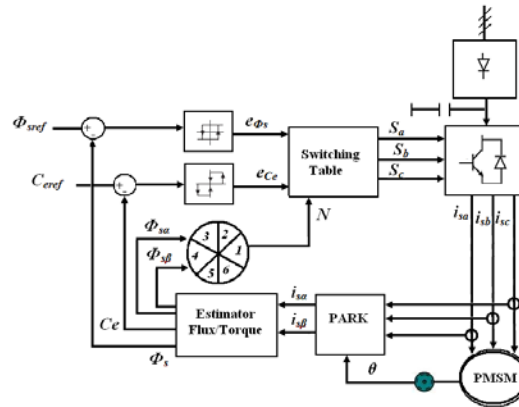 Φsref
Ceref
+
-
+
-
eΦs
eCe
Switching
Table
Sa
Sb
Sc
isa
isb
isc
N
Φsα
Φsβ
3
2
4
1
5
6
isα
isβ
Estimator
Flux/Torque
PARK
Ce
Φs
θ
PMSM